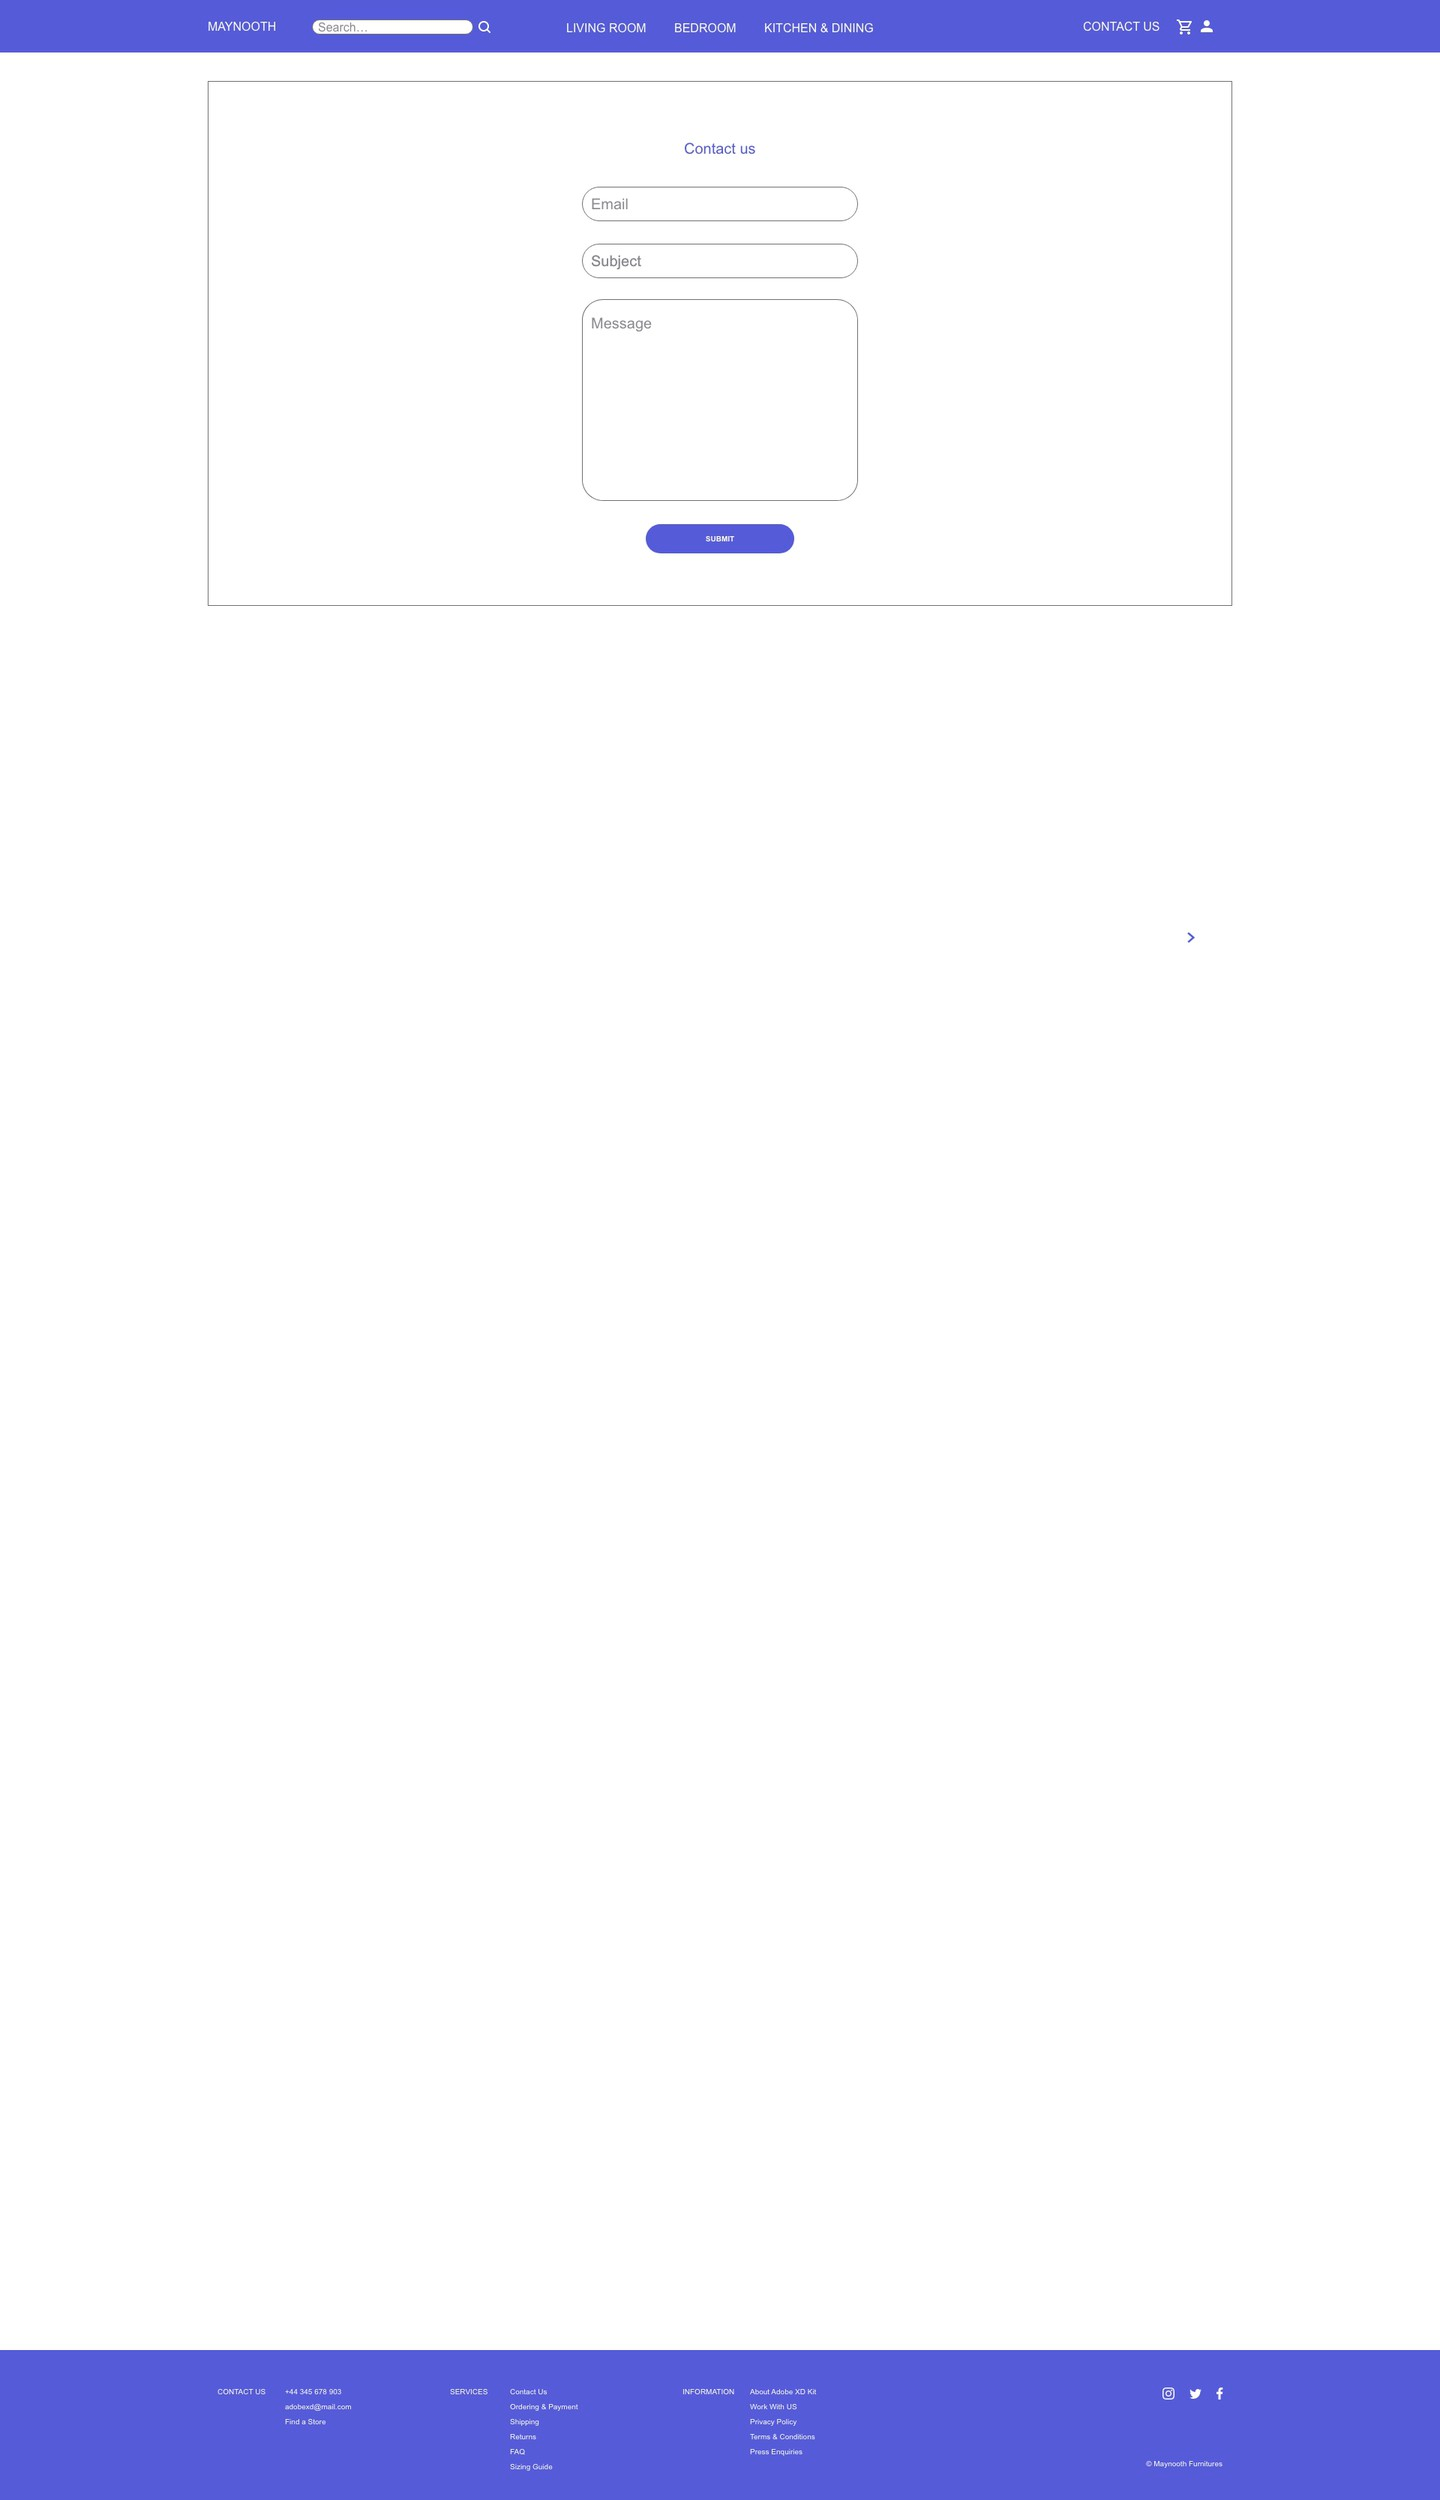 MAYNOOTH
Search...
LIVING ROOM
BEDROOM
KITCHEN & DINING
CONTACT US
Contact us
Email
Subject
Message
SUBMIT
CONTACT US
+44 345 678 903
adobexd@mail.com
Find a Store
SERVICES
Contact Us
Ordering & Payment
Shipping
Returns
FAQ
Sizing Guide
INFORMATION
About Adobe XD Kit
Work With US
Privacy Policy
Terms & Conditions
Press Enquiries
© Maynooth Furnitures